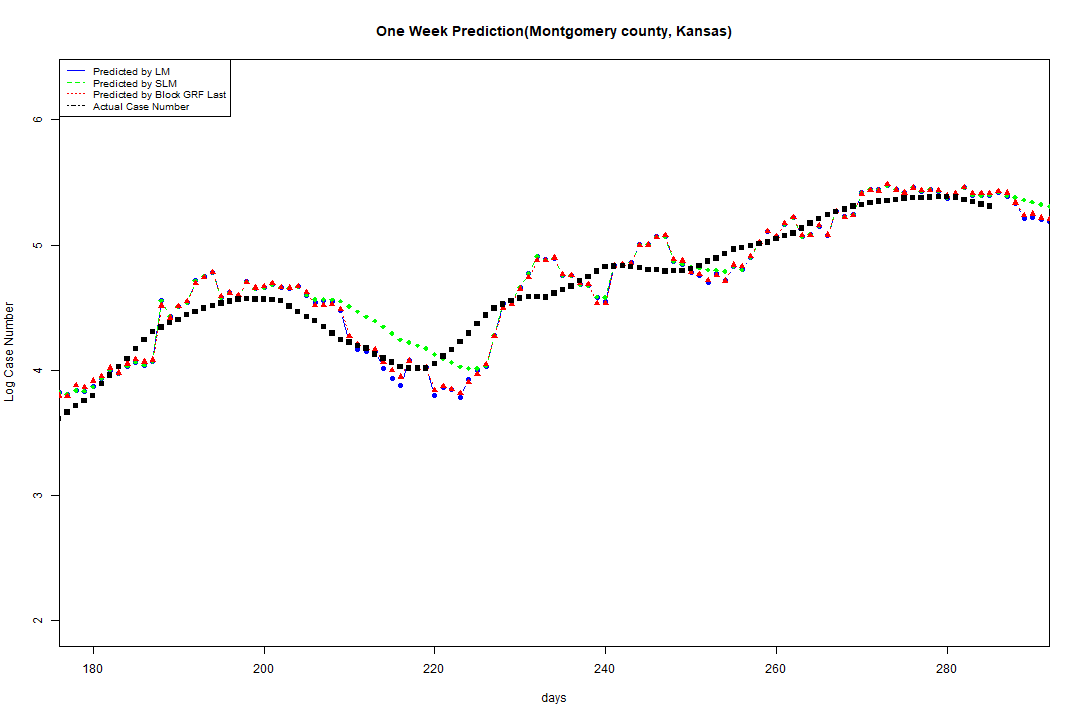 One Week Prediction(Montgomery county, Kansas)
Predicted by LM
Predicted by SLM
Predicted by Block GRF Last
Actual Case Number
Log Case Number
6
5
4
3
2
180 200 220 240 260 280
days